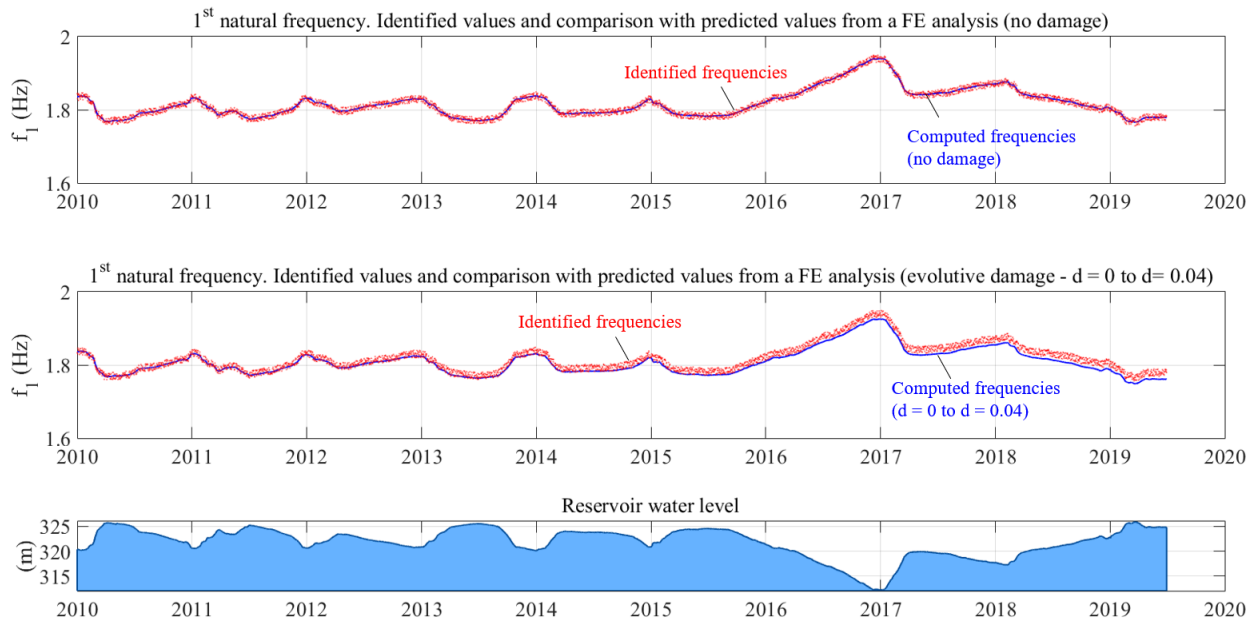 1st natural frequency. Identified values and comparison with predicted values from a FE analysis (no damage)
2
1.8
1.6
f1 (Hz)
Identified frequencies
Computed frequencies
(no damage)
2010 2011 2012 2013 2014 2015 2016 2017 2018 2019 2020
1st natural frequency. Identified values and comparison with predicted values from a FE analysis (evolutive damage - d = 0 to d= 0.04)
2
1.8
1.6
f1 (Hz)
Identified frequencies
Computed frequencies
(d = 0 to d = 0.04)
2010 2011 2012 2013 2014 2015 2016 2017 2018 2019 2020
Reservoir water level
325
320
315
(m)
2010 2011 2012 2013 2014 2015 2016 2017 2018 2019 2020